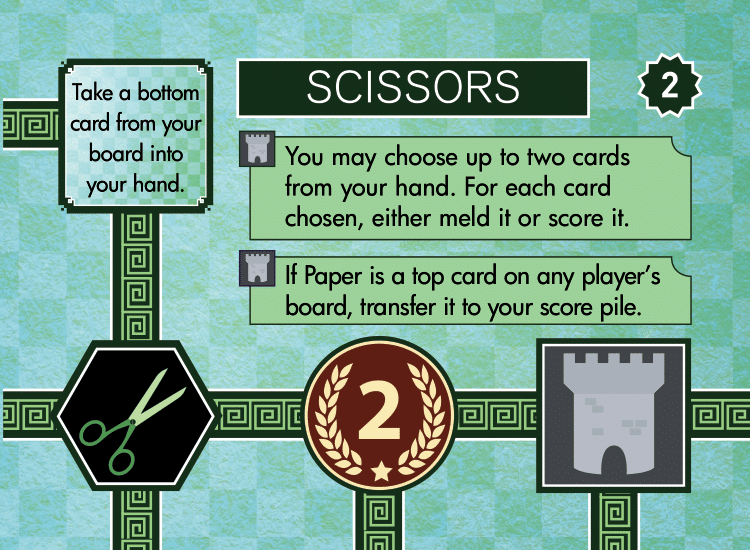 Take a bottom
card from your
board into
your hand.
SCISSORS
2
You may choose up to two cards
from your hand. For each card
chosen, either meld it or score it.
If Paper is a top card on any player's
board, transfer it to your score pile.
2